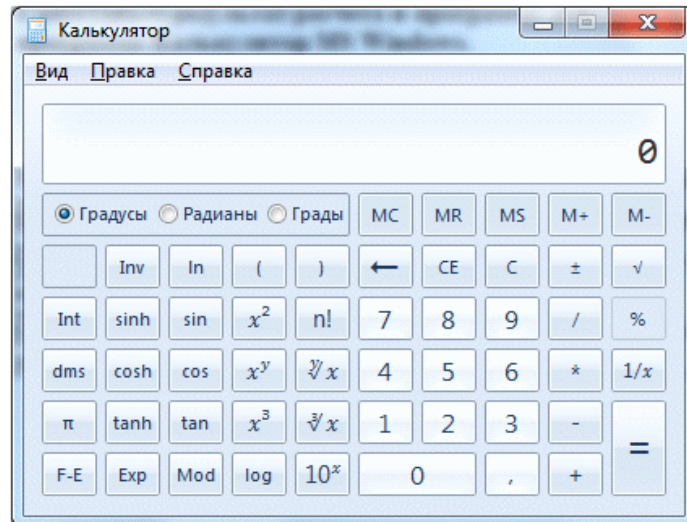 Калькулятор
Вид Правка Справка
0
Градусы Радианы Грады MC MR MS M+ M-
Inv ln ( ) ← CE C ± √
Int sinh sin x² n! 7 8 9 / %
dms cosh cos xʸ ʸ√x 4 5 6 * 1/x
π tanh tan x³ ³√x 1 2 3 - =
F-E Exp Mod log 10ˣ 0 , +